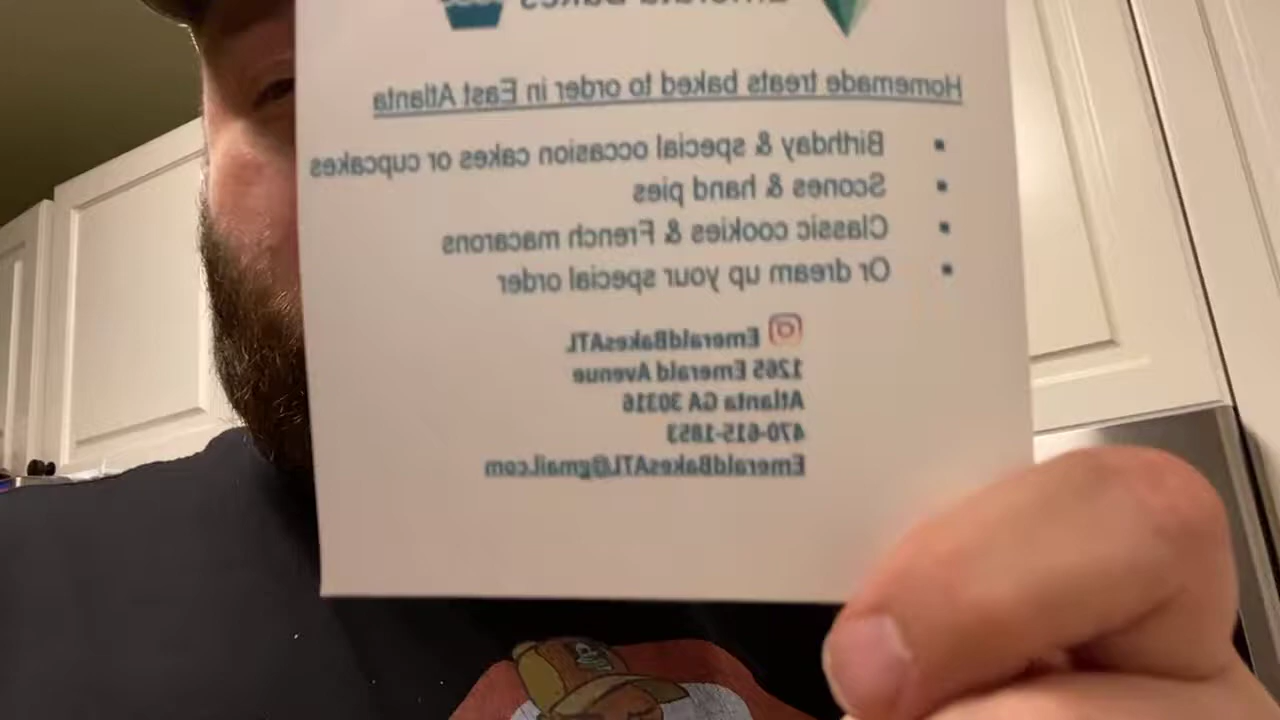 Emerald Bakes
Homemade treats baked to order in East Atlanta
▪ Birthday & special occasion cakes or cupcakes
▪ Scones & hand pies
▪ Classic cookies & French macarons
▪ Or dream up your special order
EmeraldBakesATL
1265 Emerald Avenue
Atlanta GA 30316
470-615-1853
EmeraldBakesATL@gmail.com